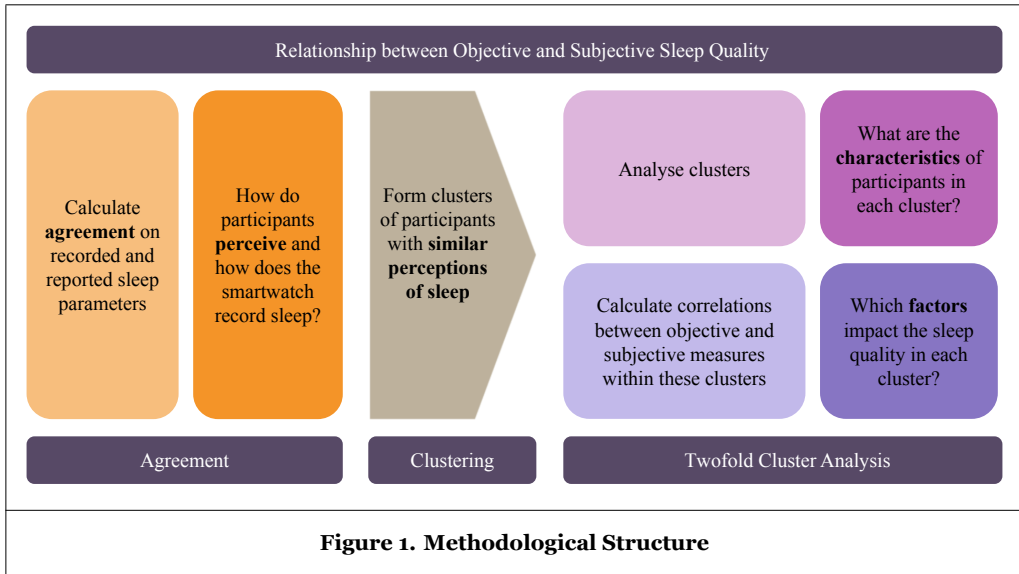 Relationship between Objective and Subjective Sleep Quality
Calculate
agreement on
recorded and
reported sleep
parameters
How do
participants
perceive and
how does the
smartwatch
record sleep?
Form clusters
of participants
with similar
perceptions
of sleep
Analyse clusters
What are the
characteristics of
participants in
each cluster?
Calculate correlations
between objective and
subjective measures
within these clusters
Which factors
impact the sleep
quality in each
cluster?
Agreement
Clustering
Twofold Cluster Analysis
Figure 1. Methodological Structure